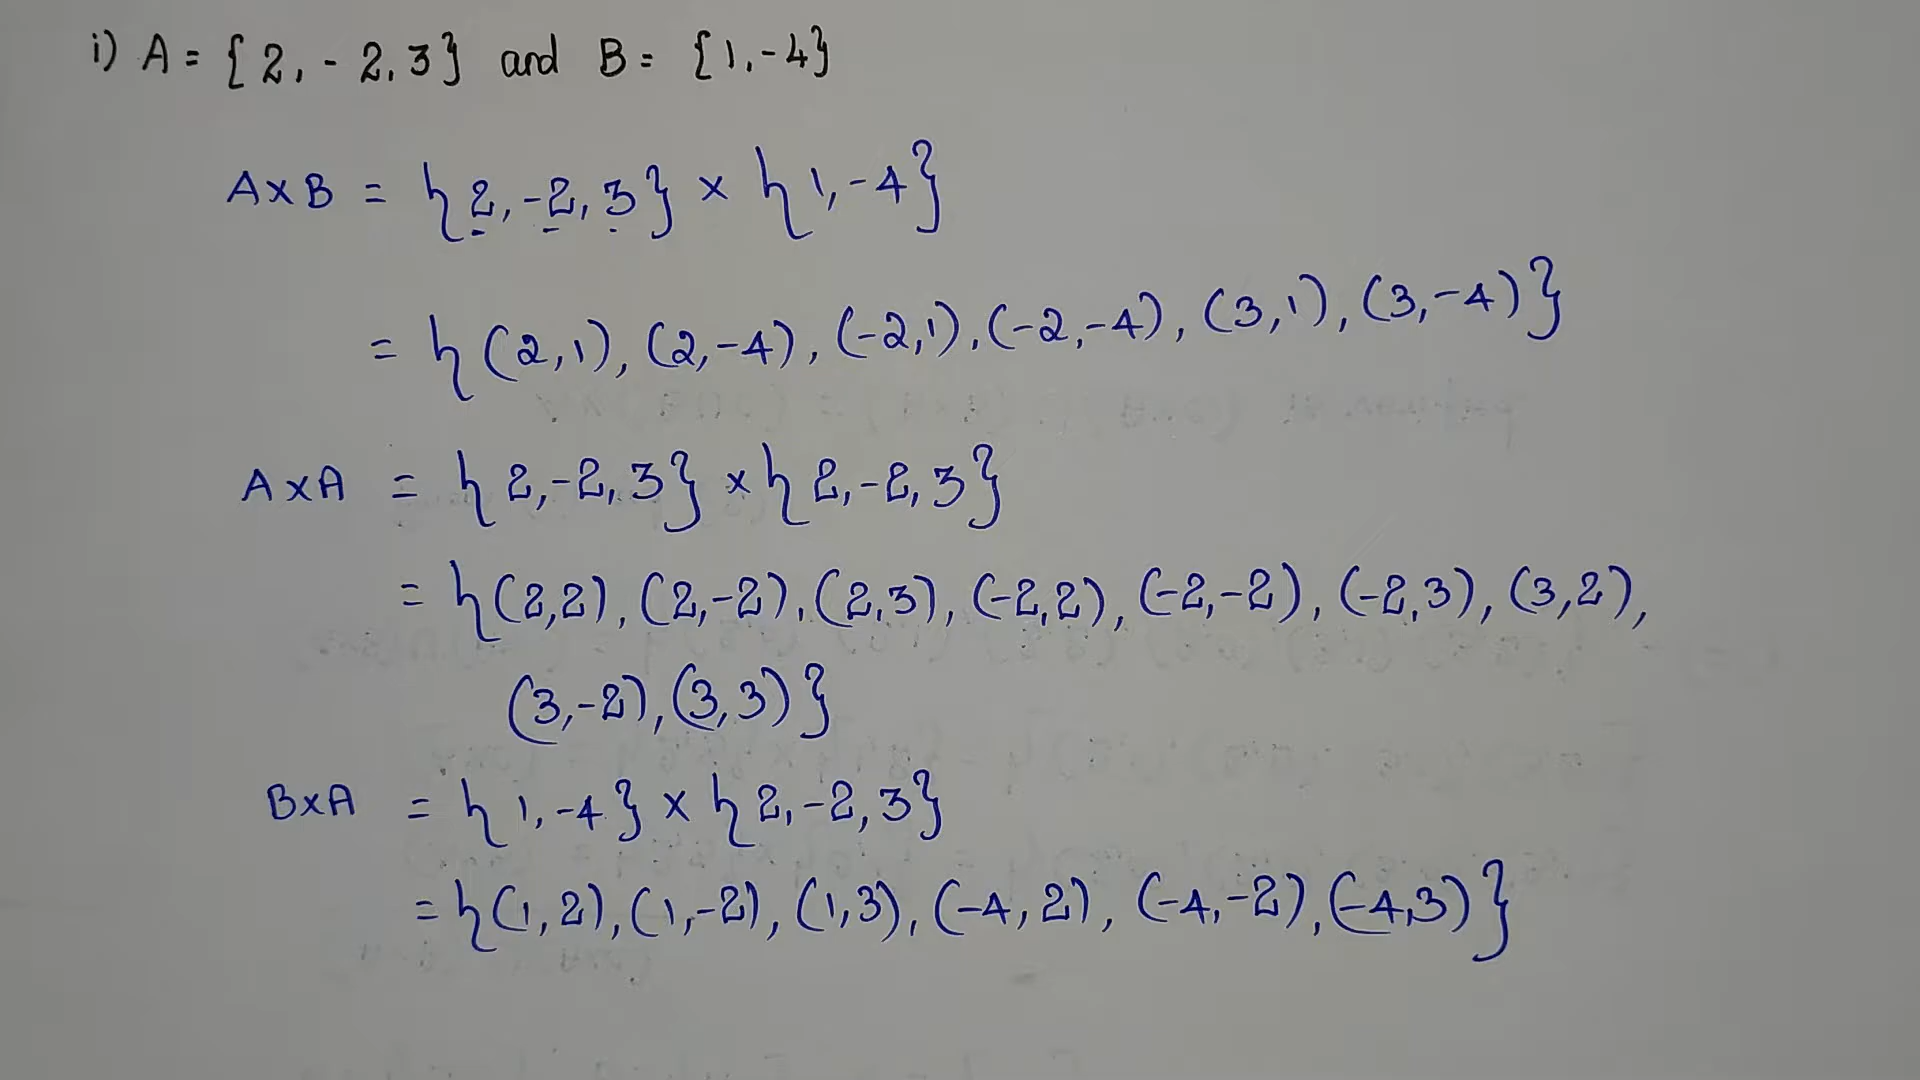 i) A = {2, -2, 3} and B = {1, -4}
A×B = {2, -2, 3} × {1, -4}
= {(2,1), (2,-4), (-2,1), (-2,-4), (3,1), (3,-4)}
A×A = {2, -2, 3} × {2, -2, 3}
= {(2,2), (2,-2), (2,3), (-2,2), (-2,-2), (-2,3), (3,2),
(3,-2), (3,3)}
B×A = {1, -4} × {2, -2, 3}
= {(1,2), (1,-2), (1,3), (-4,2), (-4,-2), (-4,3)}